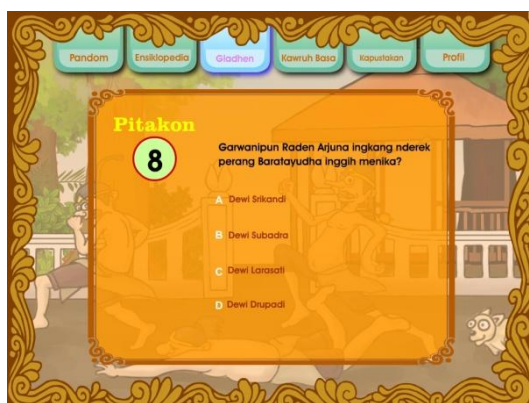 Pandom
Ensiklopedia
Gladhen
Kawruh Basa
Kapustakan
Profil
Pitakon
8
Garwanipun Raden Arjuna ingkang nderek
perang Baratayudha inggih menika?
A Dewi Srikandi
B Dewi Subadra
C Dewi Larasati
D Dewi Drupadi